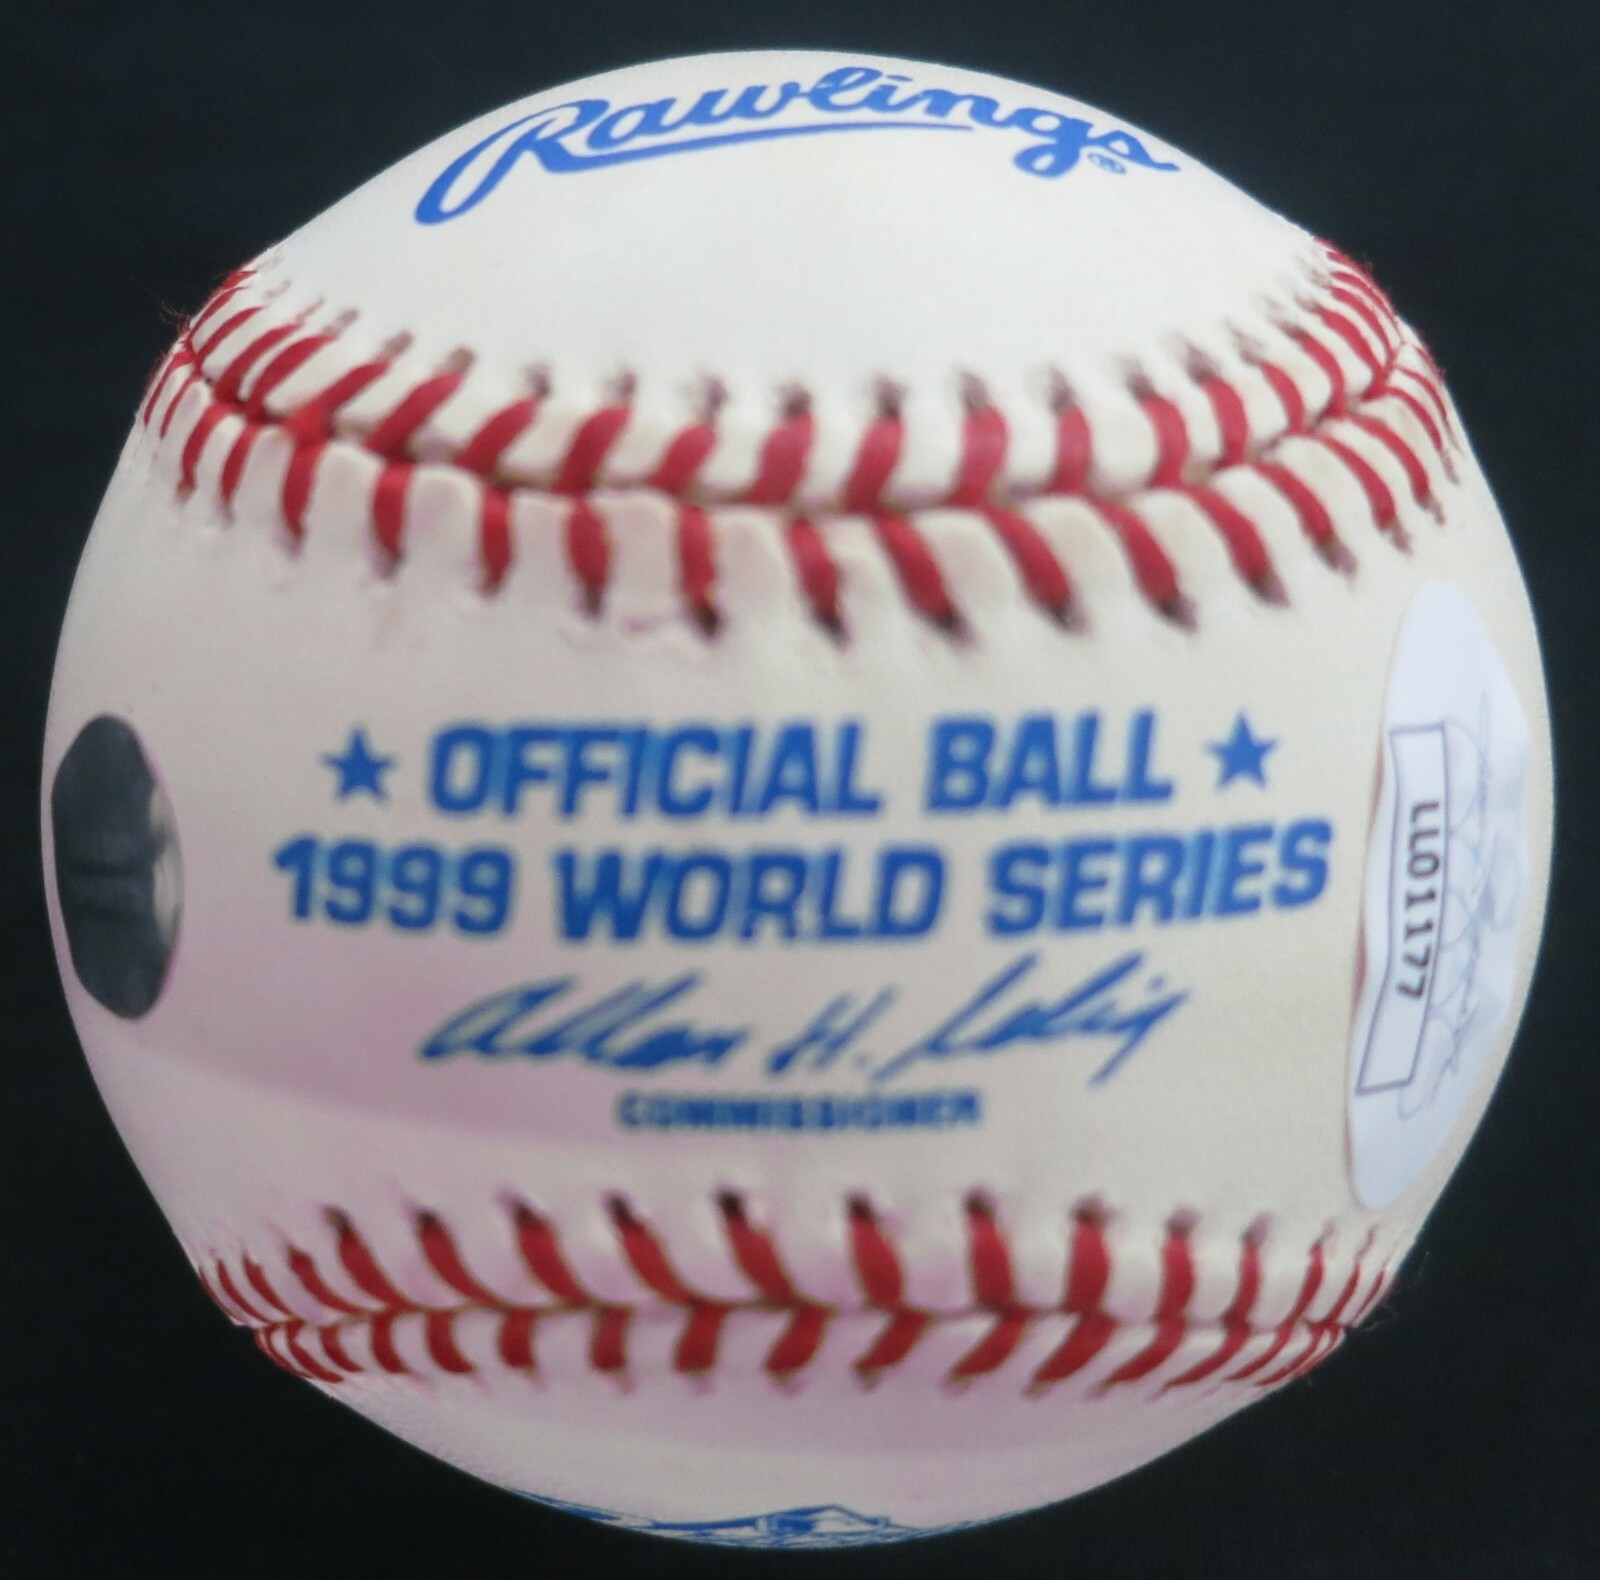 Rawlings®
★ OFFICIAL BALL ★
1999 WORLD SERIES
Allan H. Selig
COMMISSIONER
LL01177